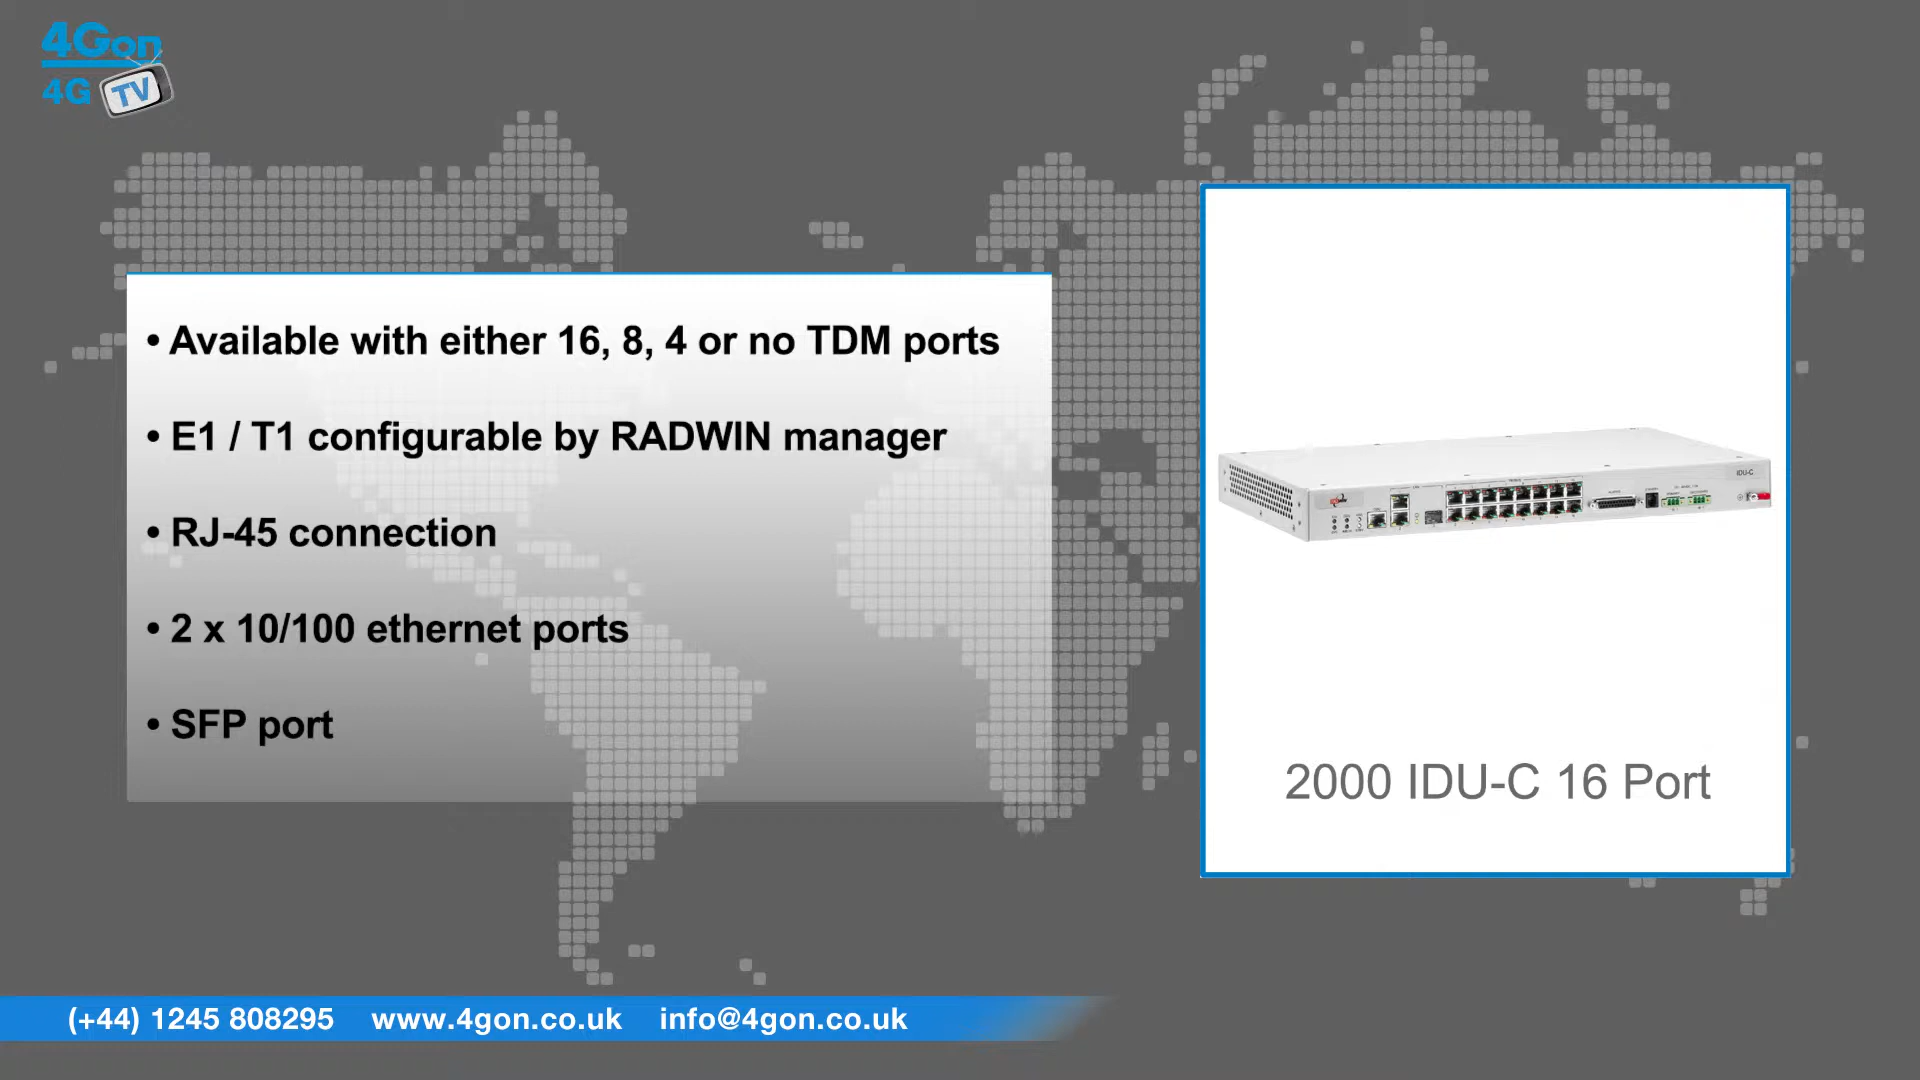 4Gon
4G TV
• Available with either 16, 8, 4 or no TDM ports
• E1 / T1 configurable by RADWIN manager
• RJ-45 connection
• 2 x 10/100 ethernet ports
• SFP port
IDU-C
2000 IDU-C 16 Port
(+44) 1245 808295 www.4gon.co.uk info@4gon.co.uk